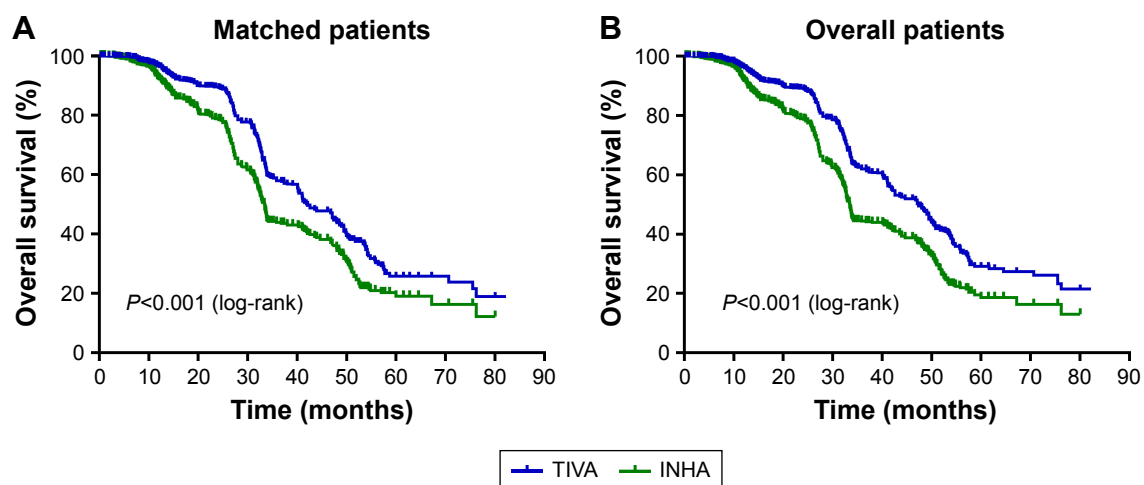 A Matched patients
Overall survival (%)
100
80
60
40
20
0
P<0.001 (log-rank)
0 10 20 30 40 50 60 70 80 90
Time (months)
B Overall patients
Overall survival (%)
100
80
60
40
20
0
P<0.001 (log-rank)
0 10 20 30 40 50 60 70 80 90
Time (months)
TIVA INHA